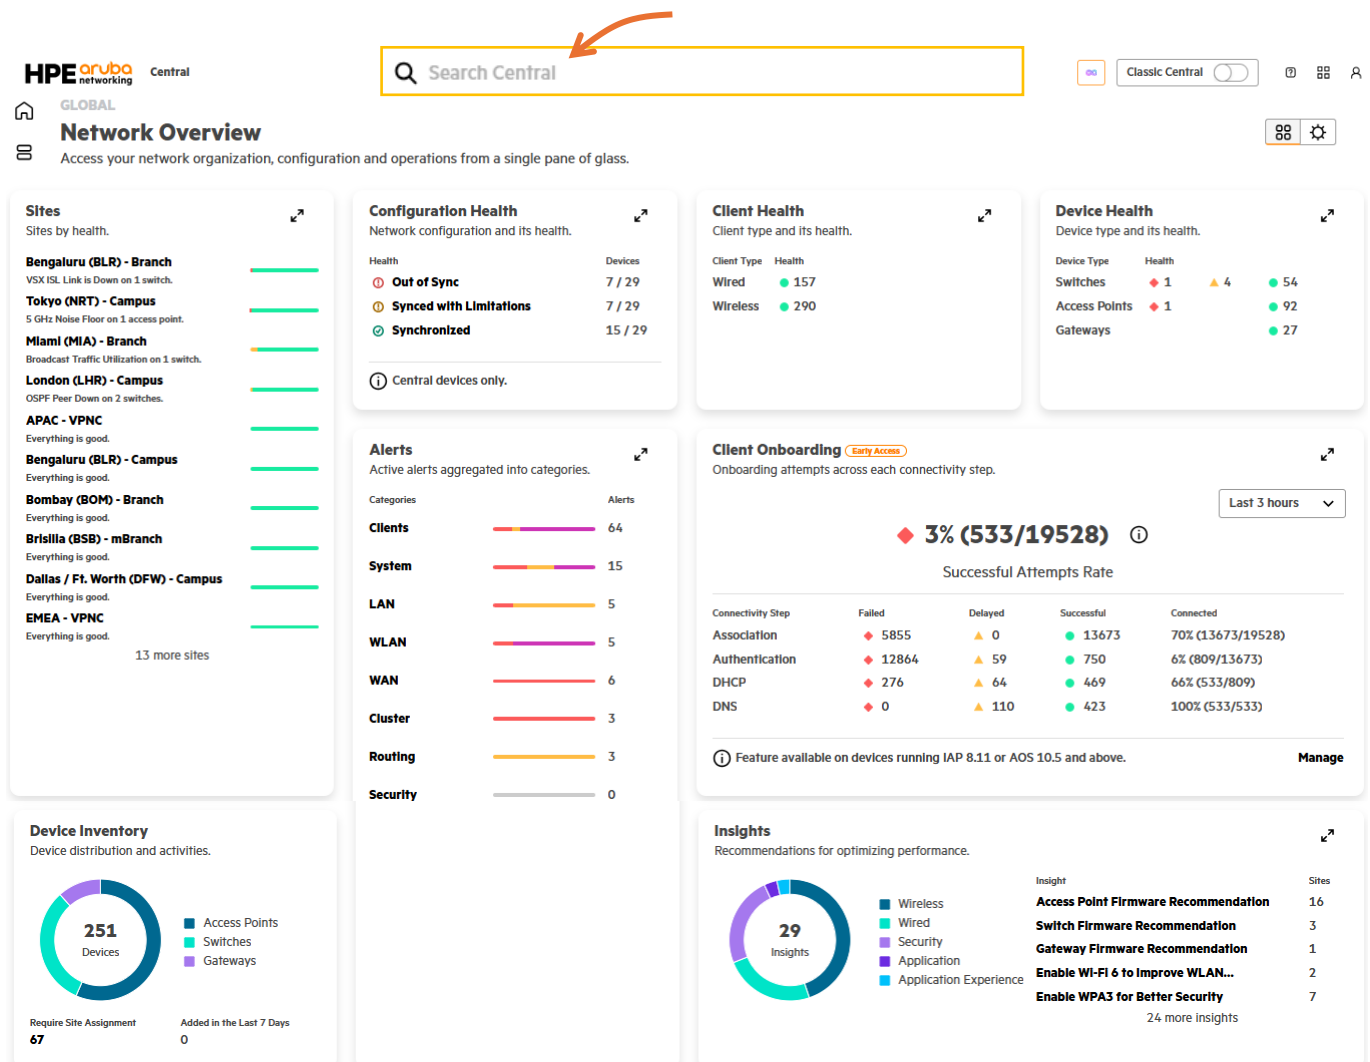 HPE aruba networking Central
Search Central
Classic Central
GLOBAL
Network Overview
Access your network organization, configuration and operations from a single pane of glass.
Sites
Sites by health.
Bengaluru (BLR) - Branch
VSX ISL Link is Down on 1 switch.
Tokyo (NRT) - Campus
5 GHz Noise Floor on 1 access point.
Miami (MIA) - Branch
Broadcast Traffic Utilization on 1 switch.
London (LHR) - Campus
OSPF Peer Down on 2 switches.
APAC - VPNC
Everything is good.
Bengaluru (BLR) - Campus
Everything is good.
Bombay (BOM) - Branch
Everything is good.
Brisilia (BSB) - mBranch
Everything is good.
Dallas / Ft. Worth (DFW) - Campus
Everything is good.
EMEA - VPNC
Everything is good.
13 more sites
Configuration Health
Network configuration and its health.
Health Devices
Out of Sync 7 / 29
Synced with Limitations 7 / 29
Synchronized 15 / 29
Central devices only.
Client Health
Client type and its health.
Client Type Health
Wired 157
Wireless 290
Device Health
Device type and its health.
Device Type Health
Switches 1 4 54
Access Points 1 92
Gateways 27
Alerts
Active alerts aggregated into categories.
Categories Alerts
Clients 64
System 15
LAN 5
WLAN 5
WAN 6
Cluster 3
Routing 3
Security 0
Client Onboarding Early Access
Onboarding attempts across each connectivity step.
Last 3 hours
3% (533/19528)
Successful Attempts Rate
Connectivity Step Failed Delayed Successful Connected
Association 5855 0 13673 70% (13673/19528)
Authentication 12864 59 750 6% (809/13673)
DHCP 276 64 469 66% (533/809)
DNS 0 110 423 100% (533/533)
Feature available on devices running IAP 8.11 or AOS 10.5 and above. Manage
Device Inventory
Device distribution and activities.
251
Devices
Access Points
Switches
Gateways
Require Site Assignment Added in the Last 7 Days
67 0
Insights
Recommendations for optimizing performance.
29
Insights
Wireless
Wired
Security
Application
Application Experience
Insight Sites
Access Point Firmware Recommendation 16
Switch Firmware Recommendation 3
Gateway Firmware Recommendation 1
Enable Wi-Fi 6 to Improve WLAN... 2
Enable WPA3 for Better Security 7
24 more insights